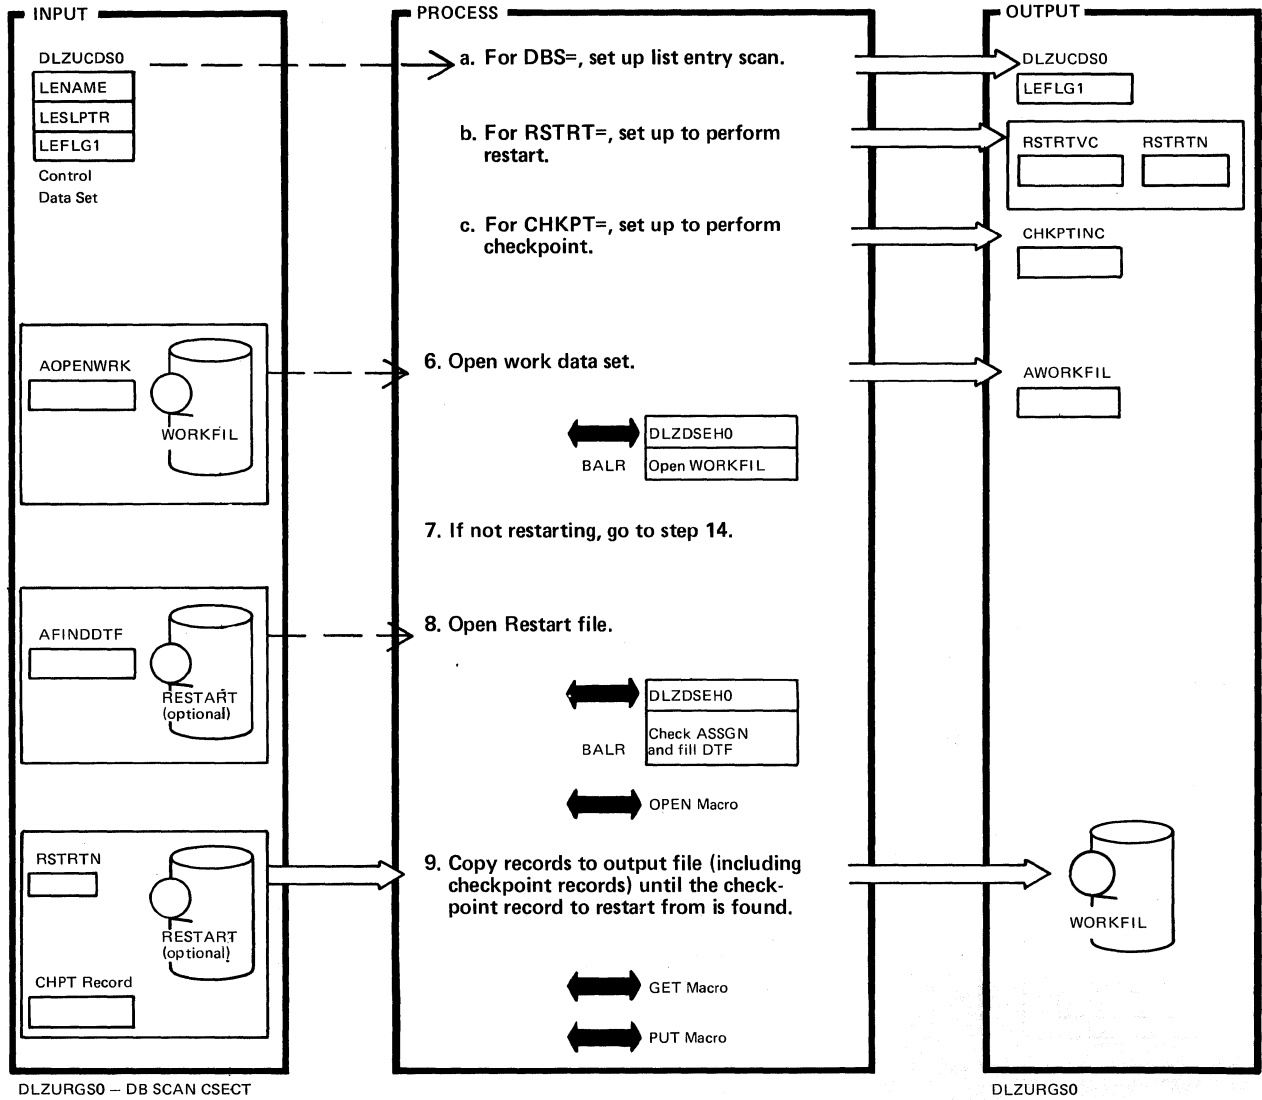 INPUT
DLZUCDS0
LENAME
LESLPTR
LEFLG1
Control
Data Set
AOPENWRK
WORKFIL
AFINDDTF
RESTART
(optional)
RSTRTN
RESTART
(optional)
CHPT Record
DLZURGS0 – DB SCAN CSECT
PROCESS
a. For DBS=, set up list entry scan.
b. For RSTRT=, set up to perform
restart.
c. For CHKPT=, set up to perform
checkpoint.
6. Open work data set.
DLZDSEH0
BALR
Open WORKFIL
7. If not restarting, go to step 14.
8. Open Restart file.
DLZDSEH0
BALR
Check ASSGN
and fill DTF
OPEN Macro
9. Copy records to output file (including
checkpoint records) until the check-
point record to restart from is found.
GET Macro
PUT Macro
OUTPUT
DLZUCDS0
LEFLG1
RSTRTVC RSTRTN
CHKPTINC
AWORKFIL
WORKFIL
DLZURGS0